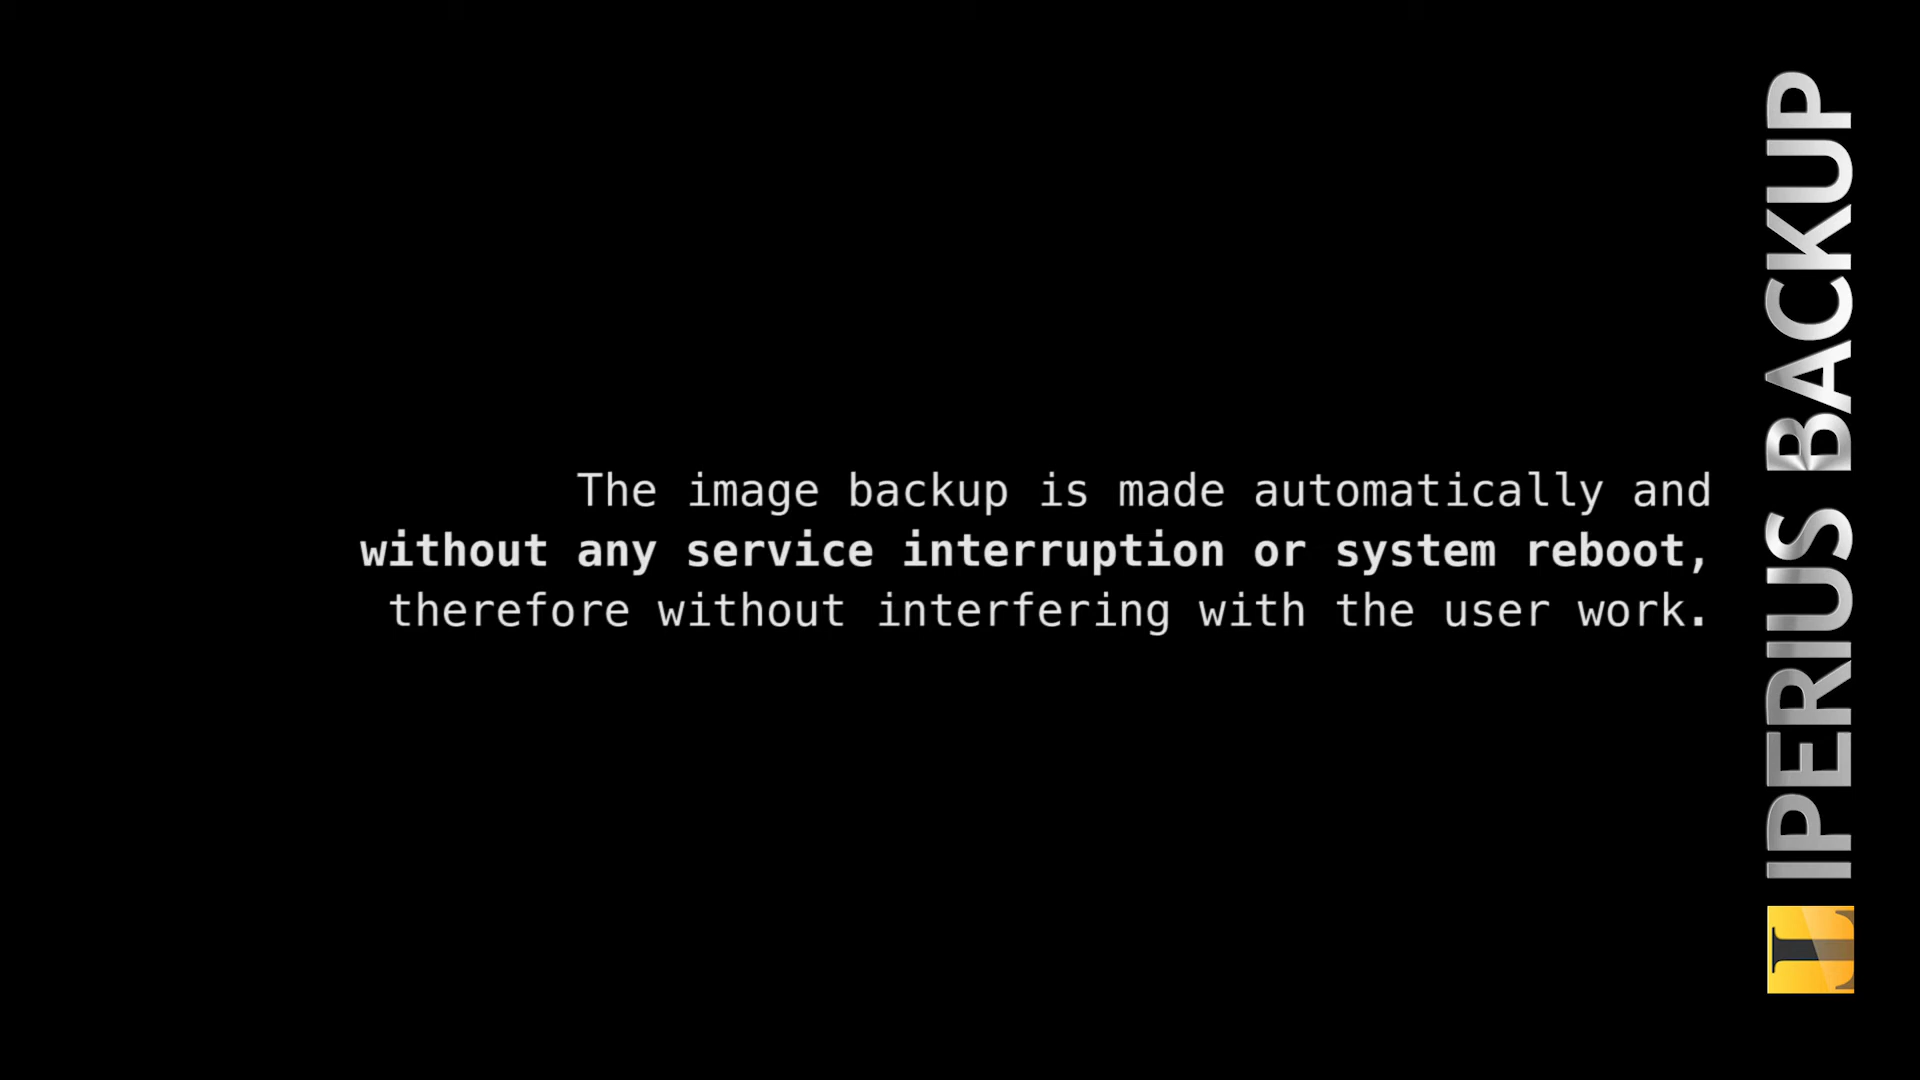 The image backup is made automatically and
without any service interruption or system reboot,
therefore without interfering with the user work.
IPERIUS BACKUP